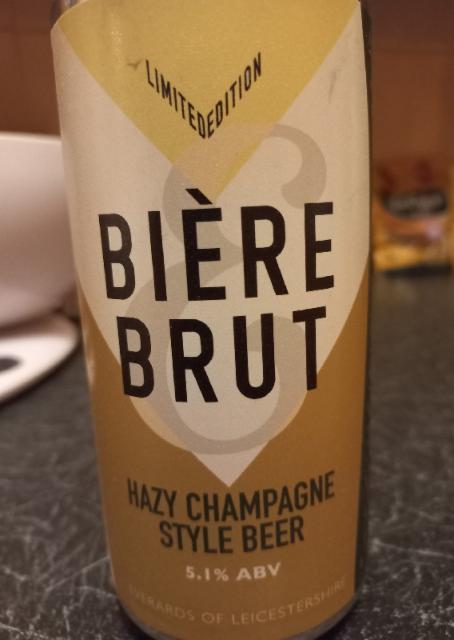 LIMITED EDITION
&
BIÈRE
BRUT
HAZY CHAMPAGNE
STYLE BEER
5.1% ABV
EVERARDS OF LEICESTERSHIRE